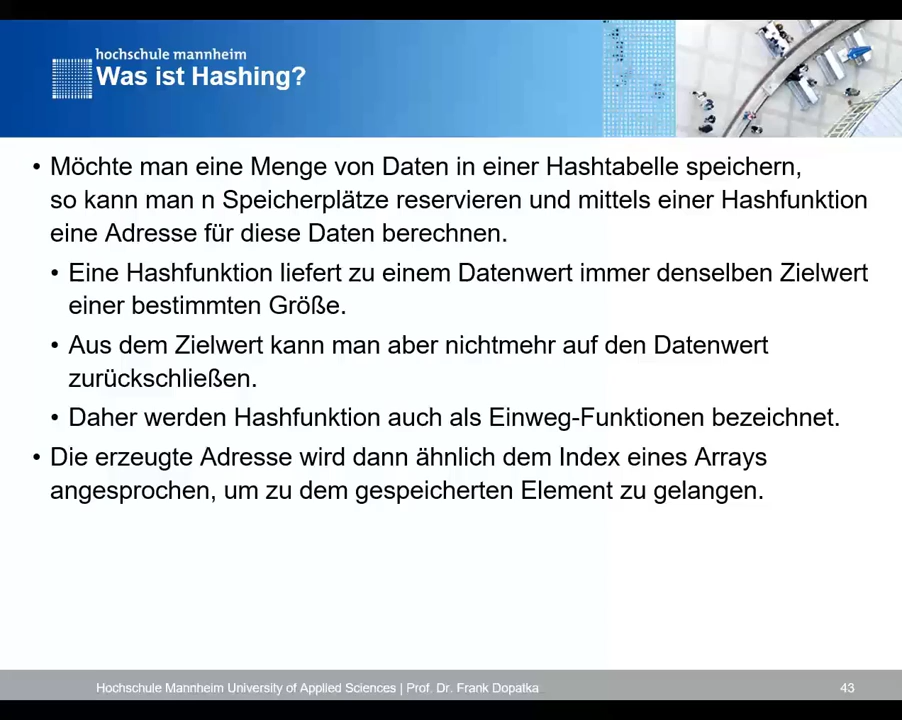 hochschule mannheim
Was ist Hashing?
• Möchte man eine Menge von Daten in einer Hashtabelle speichern,
so kann man n Speicherplätze reservieren und mittels einer Hashfunktion
eine Adresse für diese Daten berechnen.
• Eine Hashfunktion liefert zu einem Datenwert immer denselben Zielwert
einer bestimmten Größe.
• Aus dem Zielwert kann man aber nichtmehr auf den Datenwert
zurückschließen.
• Daher werden Hashfunktion auch als Einweg-Funktionen bezeichnet.
• Die erzeugte Adresse wird dann ähnlich dem Index eines Arrays
angesprochen, um zu dem gespeicherten Element zu gelangen.
Hochschule Mannheim University of Applied Sciences | Prof. Dr. Frank Dopatka
43